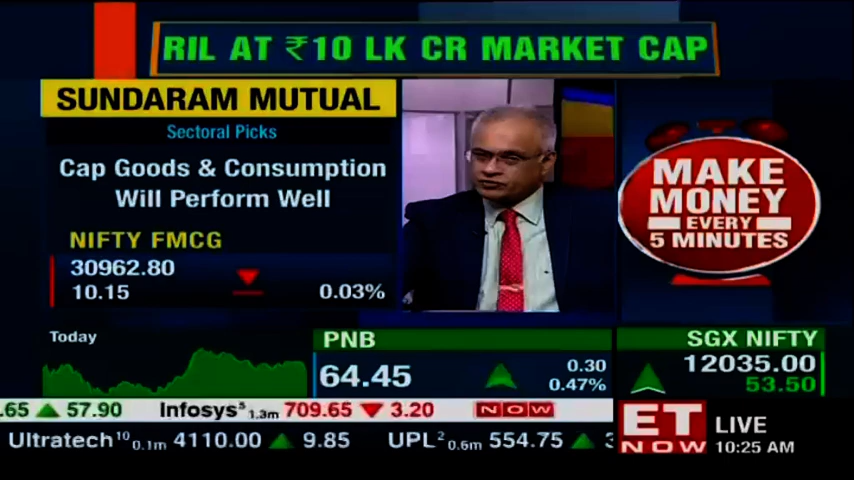 RIL AT ₹10 LK CR MARKET CAP
SUNDARAM MUTUAL
Sectoral Picks
Cap Goods & Consumption
Will Perform Well
NIFTY FMCG
30962.80
10.15 0.03%
MAKE
MONEY
EVERY
5 MINUTES
Today
PNB
64.45
0.30
0.47%
SGX NIFTY
12035.00
53.50
.65 57.90 Infosys⁵ 1.3m 709.65 3.20 NOW
Ultratech¹⁰ 0.1m 4110.00 9.85 UPL² 0.6m 554.75
ET
NOW
LIVE
10:25 AM